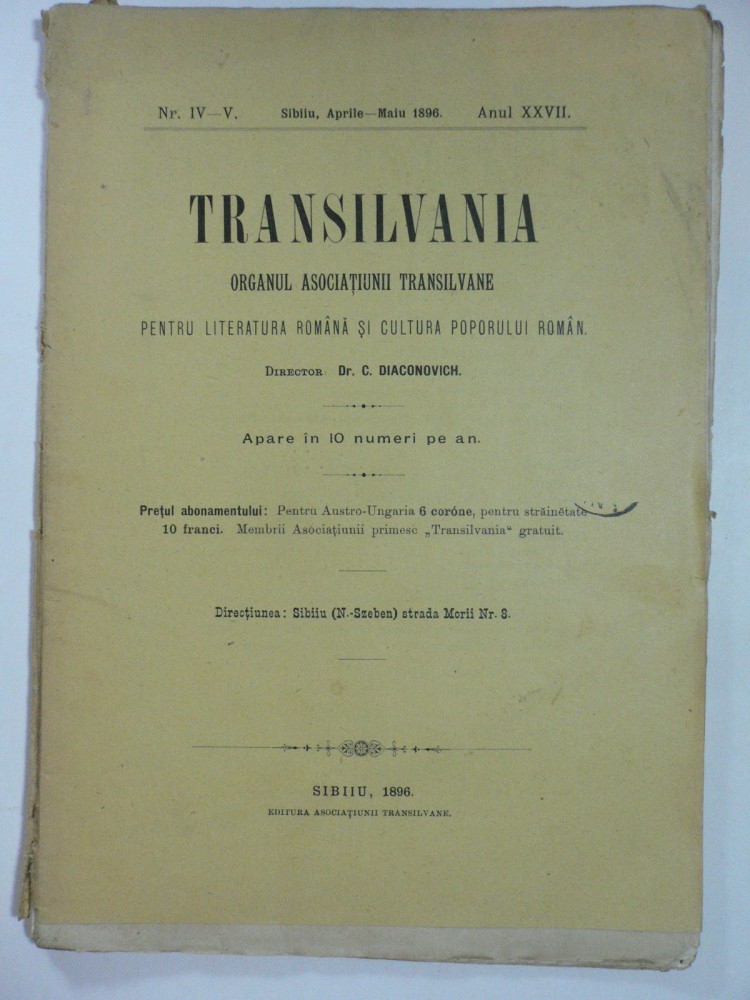 Nr. IV—V. Sibiiu, Aprile—Maiu 1896. Anul XXVII.
TRANSILVANIA
ORGANUL ASOCIAȚIUNII TRANSILVANE
PENTRU LITERATURA ROMÂNĂ ȘI CULTURA POPORULUI ROMÂN.
DIRECTOR Dr. C. DIACONOVICH.
Apare în 10 numeri pe an.
Prețul abonamentului: Pentru Austro-Ungaria 6 coróne, pentru străinětate
10 franci. Membrii Asociațiunii primesc „Transilvania“ gratuit.
Direcțiunea: Sibiiu (N.-Szeben) strada Morii Nr. 8.
SIBIIU, 1896.
EDITURA ASOCIAȚIUNII TRANSILVANE.